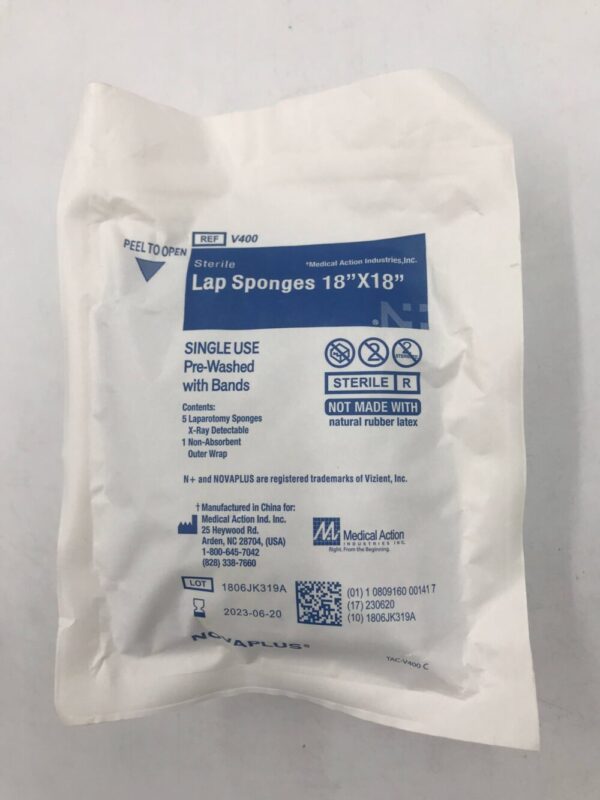 REF V400
PEEL TO OPEN
Sterile
†Medical Action Industries, Inc.
Lap Sponges 18”X18”
N+
SINGLE USE
Pre-Washed
with Bands
STERILE R
NOT MADE WITH
natural rubber latex
Contents:
5 Laparotomy Sponges
X-Ray Detectable
1 Non-Absorbent
Outer Wrap
N+ and NOVAPLUS are registered trademarks of Vizient, Inc.
† Manufactured in China for:
Medical Action Ind. Inc.
25 Heywood Rd.
Arden, NC 28704, (USA)
1-800-645-7042
(828) 338-7660
Medical Action
INDUSTRIES INC.
Right. From the Beginning.
LOT 1806JK319A
2023-06-20
(01) 1 0809160 00141 7
(17) 230620
(10) 1806JK319A
NOVAPLUS®
TAC-V400 C